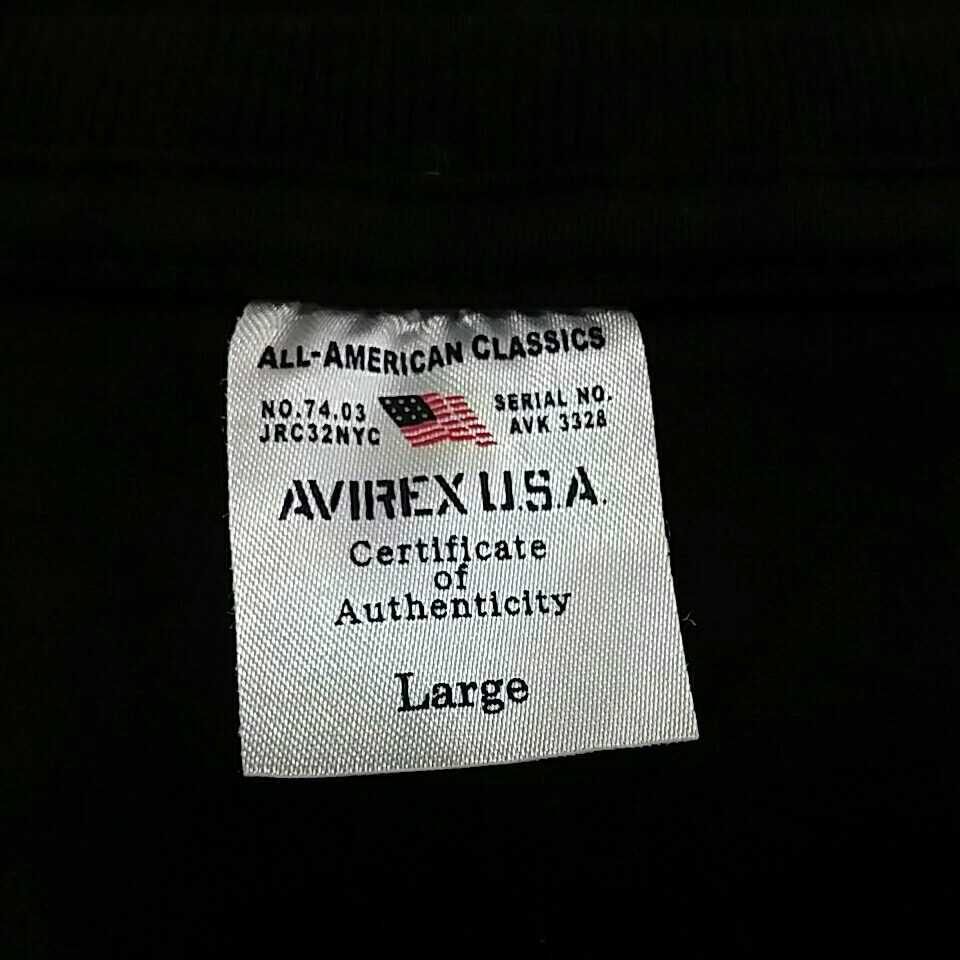 ALL-AMERICAN CLASSICS
NO.74.03
JRC32NYC
SERIAL NO.
AVK 3328
AVIREX U.S.A.
Certificate
of
Authenticity
Large